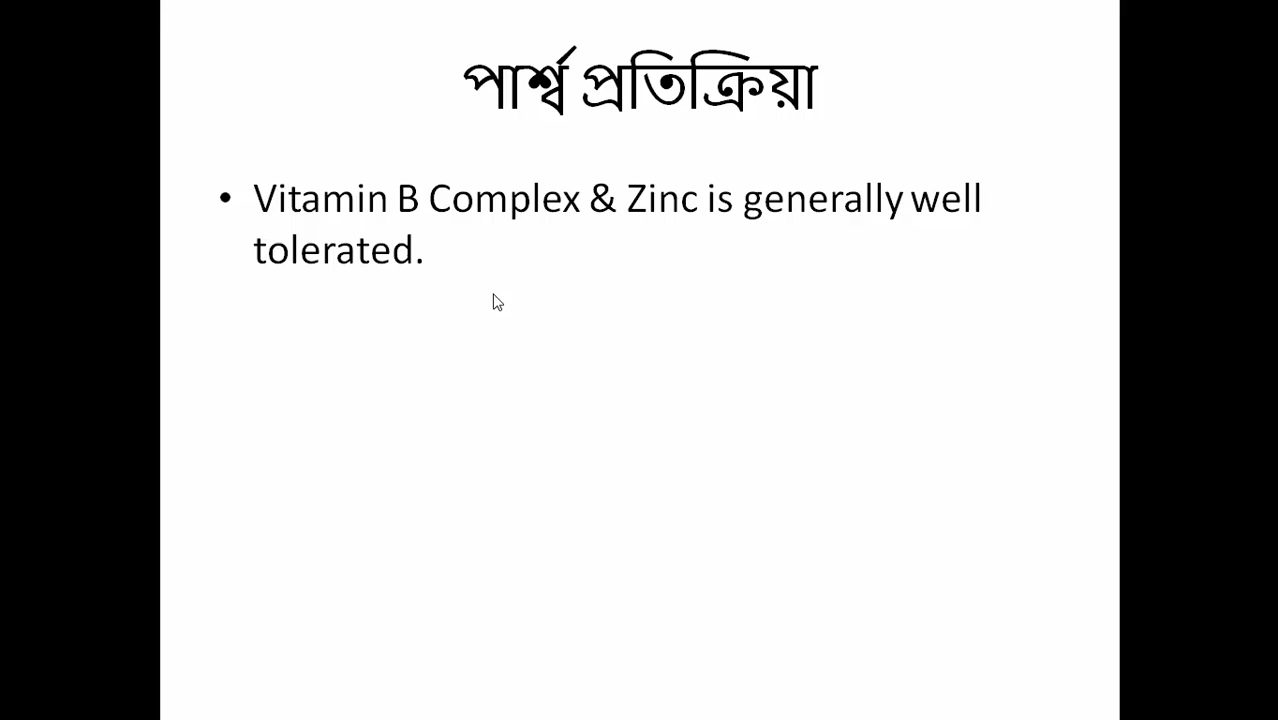 পার্শ্ব প্রতিক্রিয়া
• Vitamin B Complex & Zinc is generally well
tolerated.